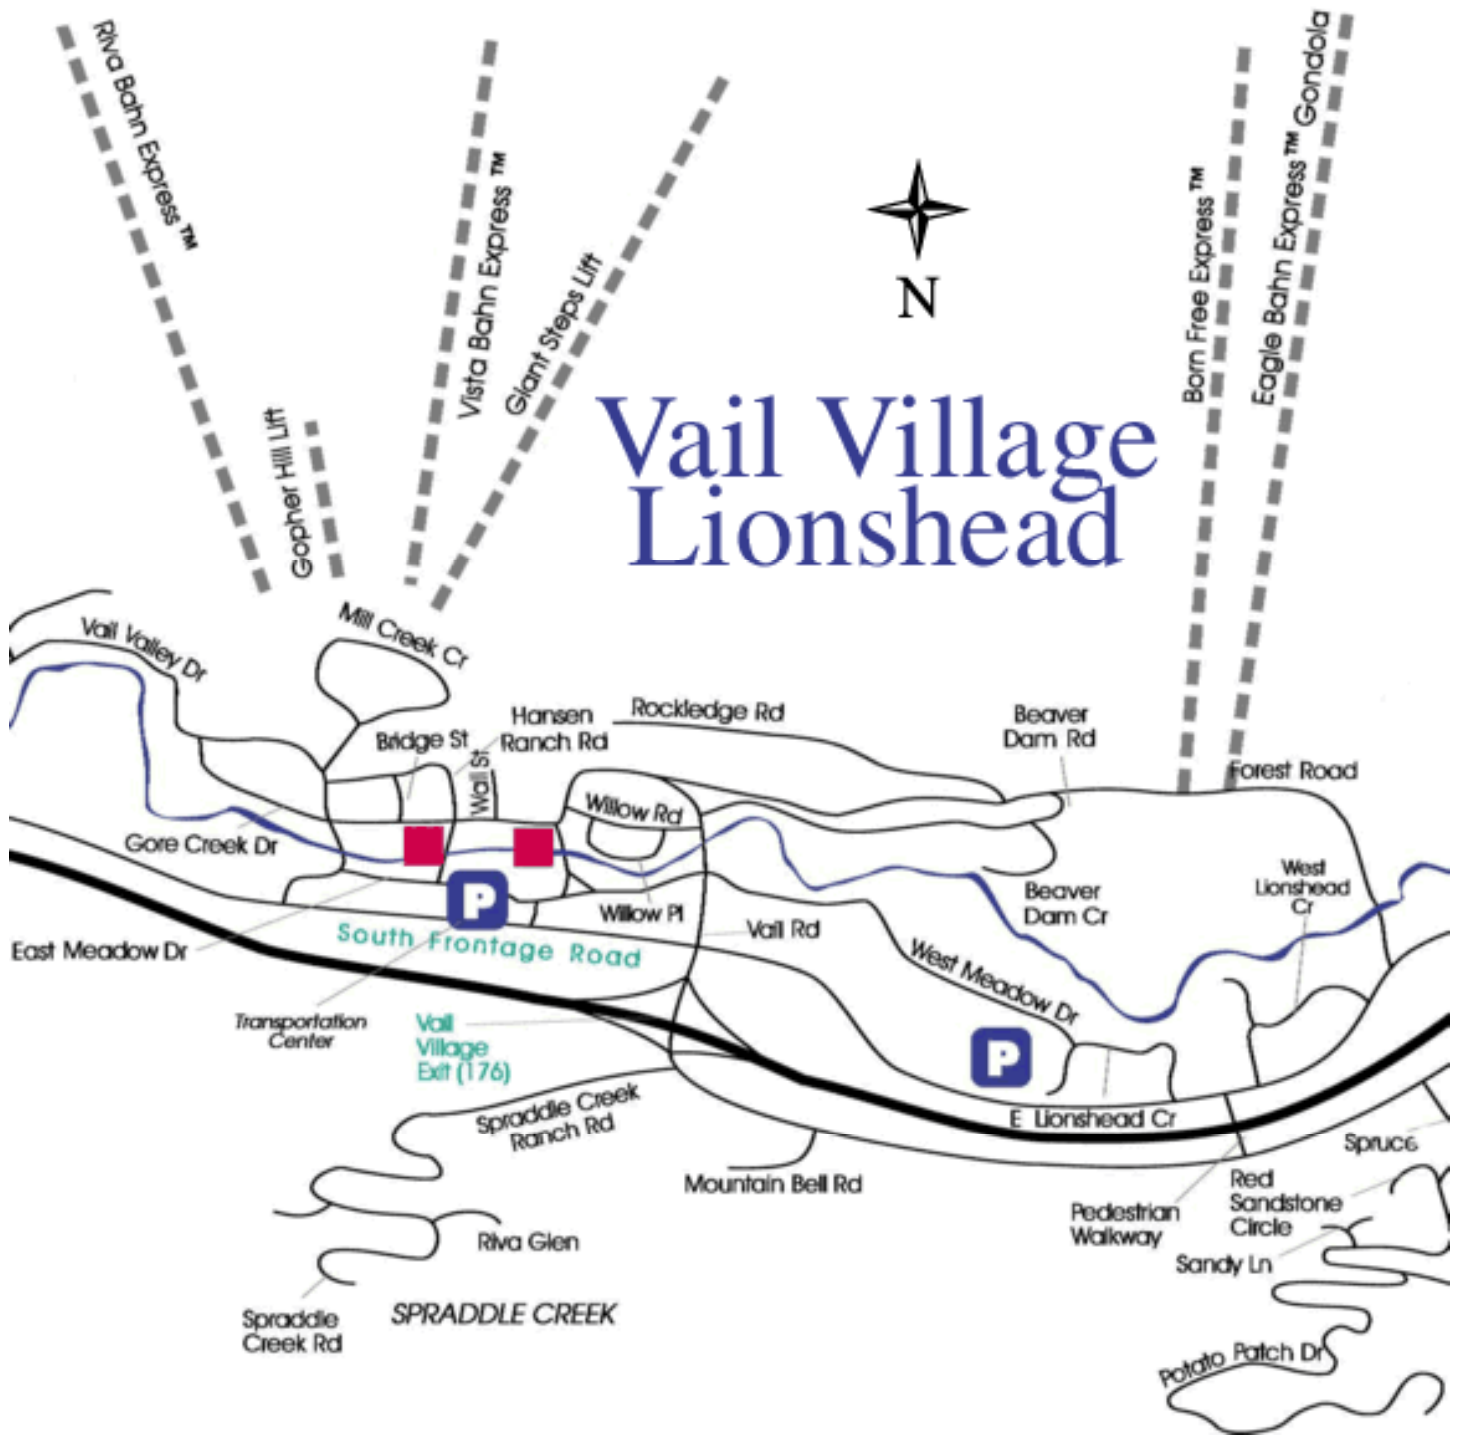 Riva Bahn Express™
Vista Bahn Express™
Giant Steps Lift
Gopher Hill Lift
Born Free Express™
Eagle Bahn Express™ Gondola
N
Vail Village
Lionshead
Vail Valley Dr
Mill Creek Cr
Bridge St
Hansen
Ranch Rd
Wall St
Rockledge Rd
Willow Rd
Beaver
Dam Rd
Forest Road
Gore Creek Dr
East Meadow Dr
P
South Frontage Road
Willow Pl
Vail Rd
Beaver
Dam Cr
West
Lionshead
Cr
West Meadow Dr
Transportation
Center
Vail
Village
Exit (176)
P
E Lionshead Cr
Spraddle Creek
Ranch Rd
Mountain Bell Rd
Pedestrian
Walkway
Spruce
Red
Sandstone
Circle
Sandy Ln
Riva Glen
Spraddle
Creek Rd
SPRADDLE CREEK
Potato Patch Dr